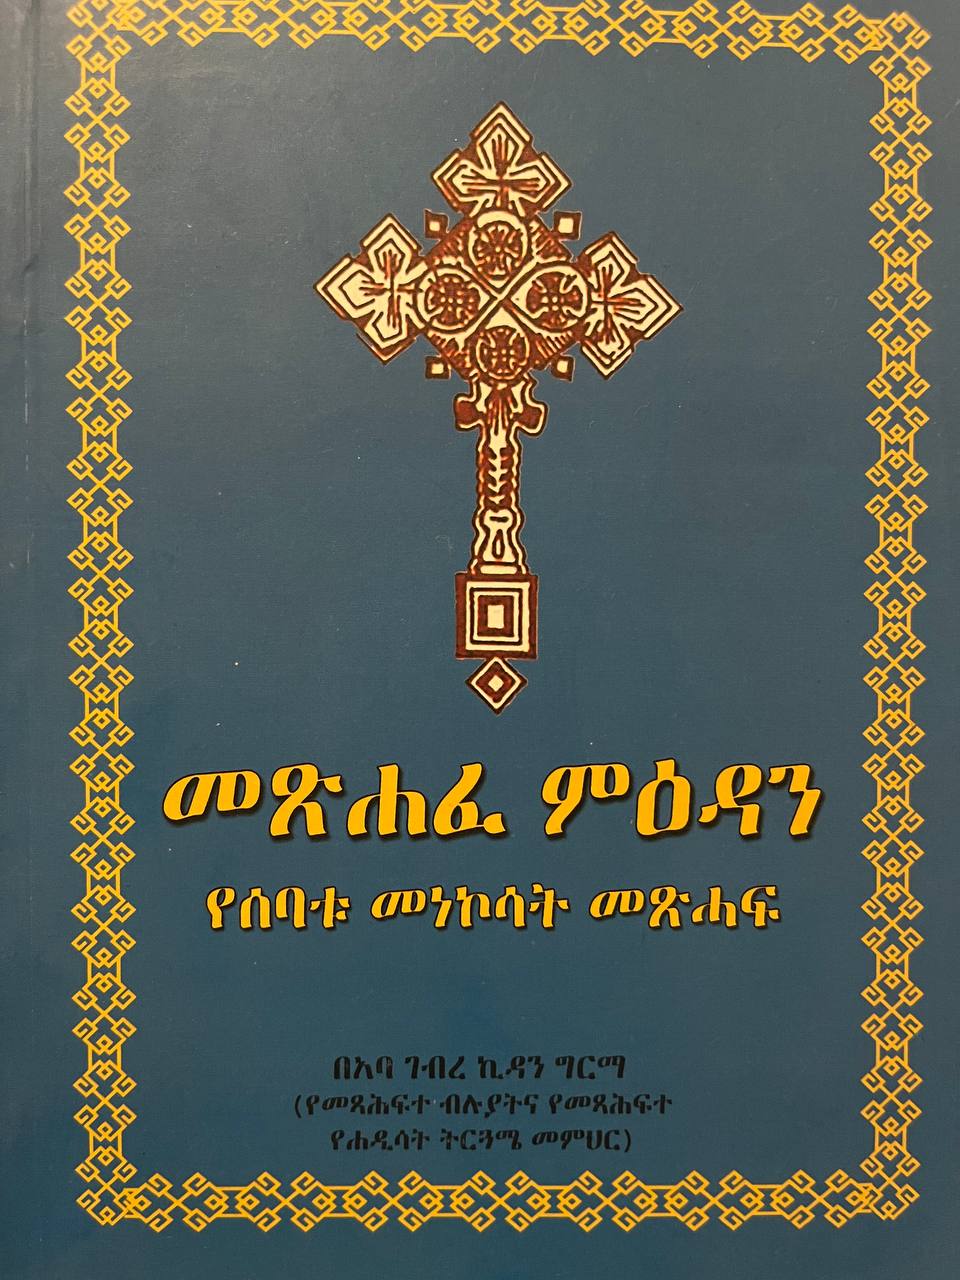 መጽሐፈ ምዕዳን
የሰባቱ መነኮሳት መጽሐፍ
በአባ ገብረ ኪዳን ግርማ
(የመጻሕፍተ ብሉያትና የመጻሕፍተ
የሐዲሳት ትርጓሜ መምህር)